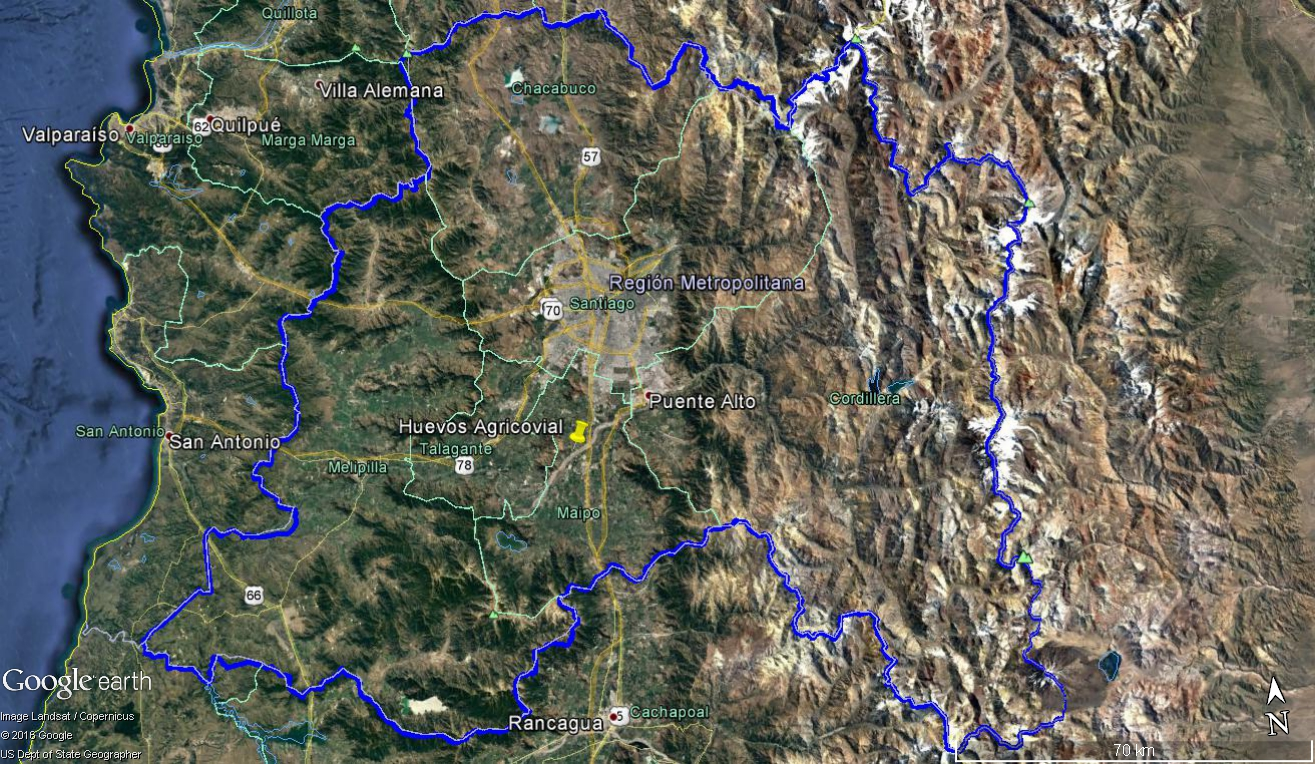 Quillota
Villa Alemana
Chacabuco
Valparaíso
Valparaiso
62
Quilpué
Marga Marga
57
Región Metropolitana
70
Santiago
Puente Alto
Cordillera
Huevos Agricovial
San Antonio
San Antonio
Talagante
Melipilla
78
Maipo
66
Google earth
Rancagua
5
Cachapoal
Image Landsat / Copernicus
© 2016 Google
US Dept of State Geographer
N
70 km